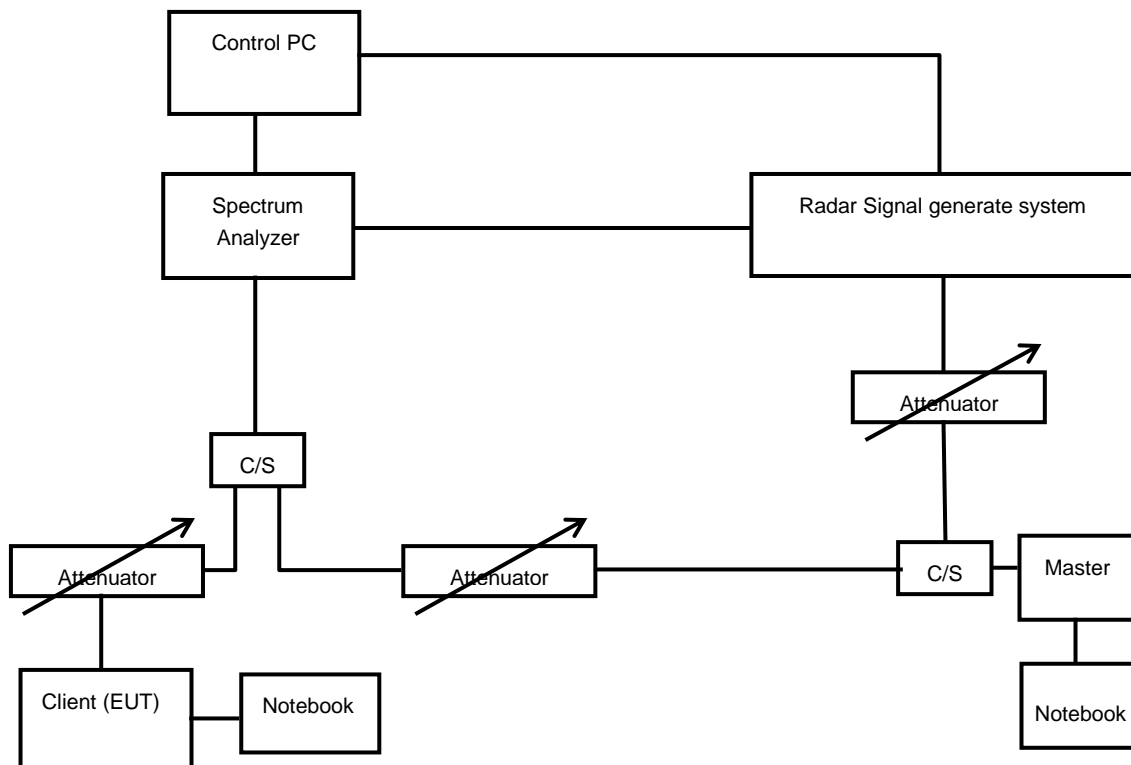 Control PC
Spectrum
Analyzer
Radar Signal generate system
Attenuator
C/S
Attenuator
Attenuator
C/S
Master
Client (EUT)
Notebook
Notebook